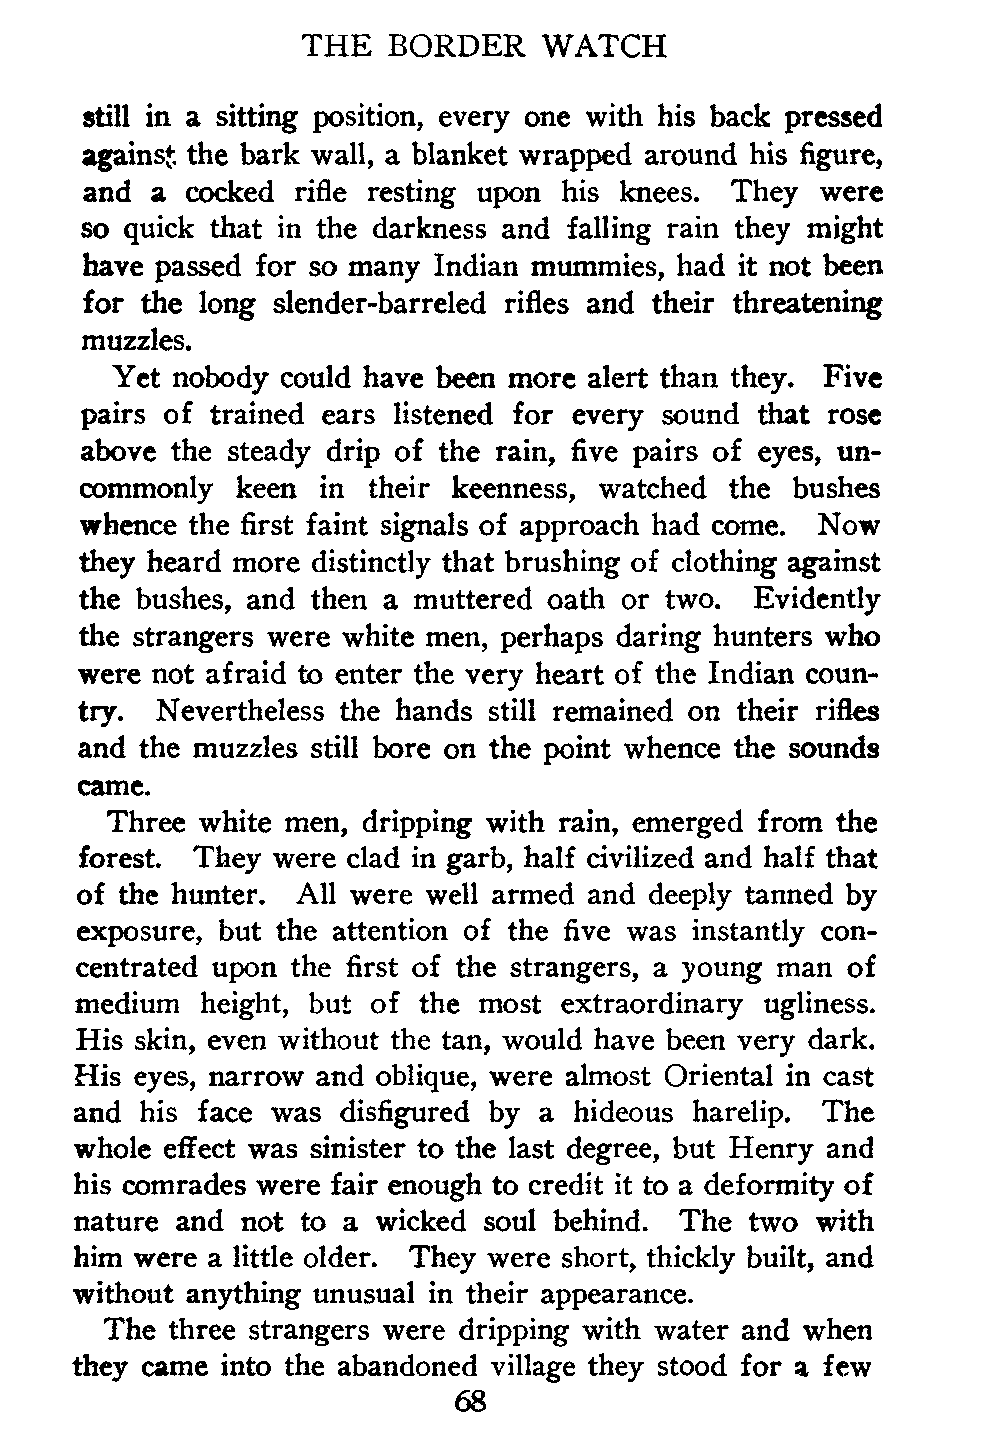 THE BORDER WATCH
still in a sitting position, every one with his back pressed
against the bark wall, a blanket wrapped around his figure,
and a cocked rifle resting upon his knees. They were
so quick that in the darkness and falling rain they might
have passed for so many Indian mummies, had it not been
for the long slender-barreled rifles and their threatening
muzzles.
Yet nobody could have been more alert than they. Five
pairs of trained ears listened for every sound that rose
above the steady drip of the rain, five pairs of eyes, un-
commonly keen in their keenness, watched the bushes
whence the first faint signals of approach had come. Now
they heard more distinctly that brushing of clothing against
the bushes, and then a muttered oath or two. Evidently
the strangers were white men, perhaps daring hunters who
were not afraid to enter the very heart of the Indian coun-
try. Nevertheless the hands still remained on their rifles
and the muzzles still bore on the point whence the sounds
came.
Three white men, dripping with rain, emerged from the
forest. They were clad in garb, half civilized and half that
of the hunter. All were well armed and deeply tanned by
exposure, but the attention of the five was instantly con-
centrated upon the first of the strangers, a young man of
medium height, but of the most extraordinary ugliness.
His skin, even without the tan, would have been very dark.
His eyes, narrow and oblique, were almost Oriental in cast
and his face was disfigured by a hideous harelip. The
whole effect was sinister to the last degree, but Henry and
his comrades were fair enough to credit it to a deformity of
nature and not to a wicked soul behind. The two with
him were a little older. They were short, thickly built, and
without anything unusual in their appearance.
The three strangers were dripping with water and when
they came into the abandoned village they stood for a few
68